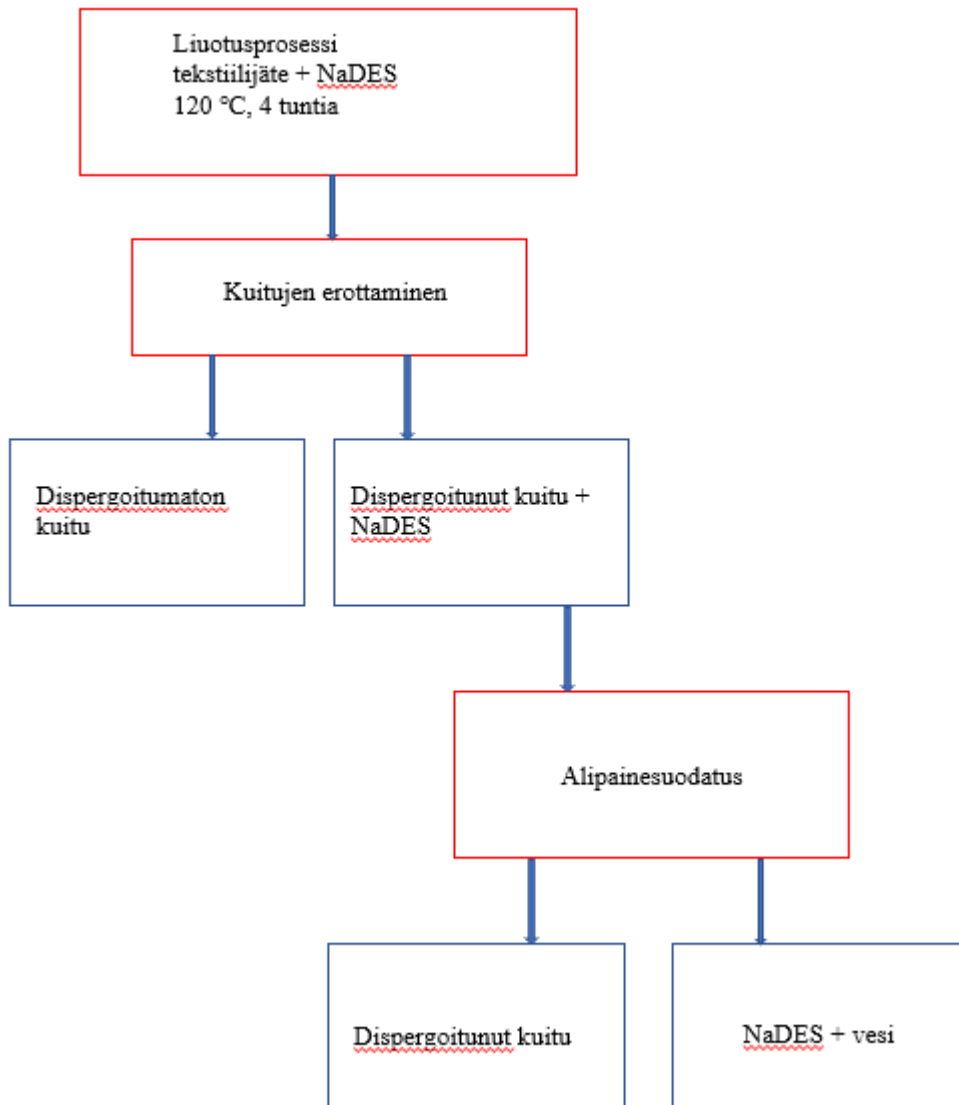 Liuotusprosessi
tekstiilijäte + NaDES
120 ℃, 4 tuntia
Kuitujen erottaminen
Dispergoitumaton
kuitu
Dispergoitunut kuitu +
NaDES
Alipainesuodatus
Dispergoitunut kuitu
NaDES + vesi